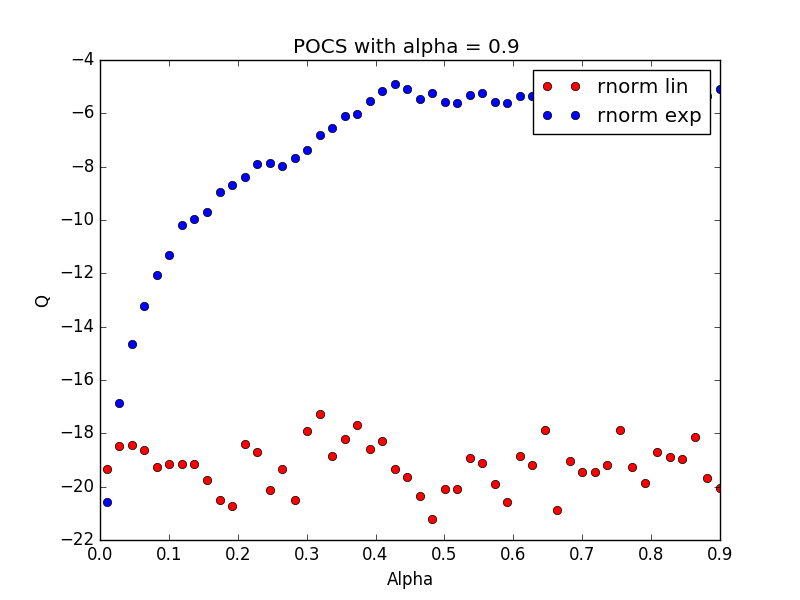 POCS with alpha = 0.9
rnorm lin
rnorm exp
Q
−4
−6
−8
−10
−12
−14
−16
−18
−20
−22
0.0 0.1 0.2 0.3 0.4 0.5 0.6 0.7 0.8 0.9
Alpha